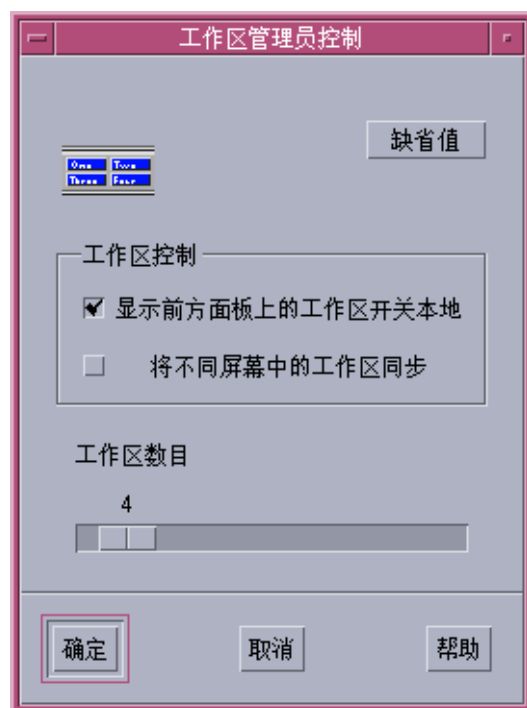 工作区管理员控制
缺省值
One Two
Three Four
工作区控制
显示前方面板上的工作区开关本地
将不同屏幕中的工作区同步
工作区数目
4
确定 取消 帮助